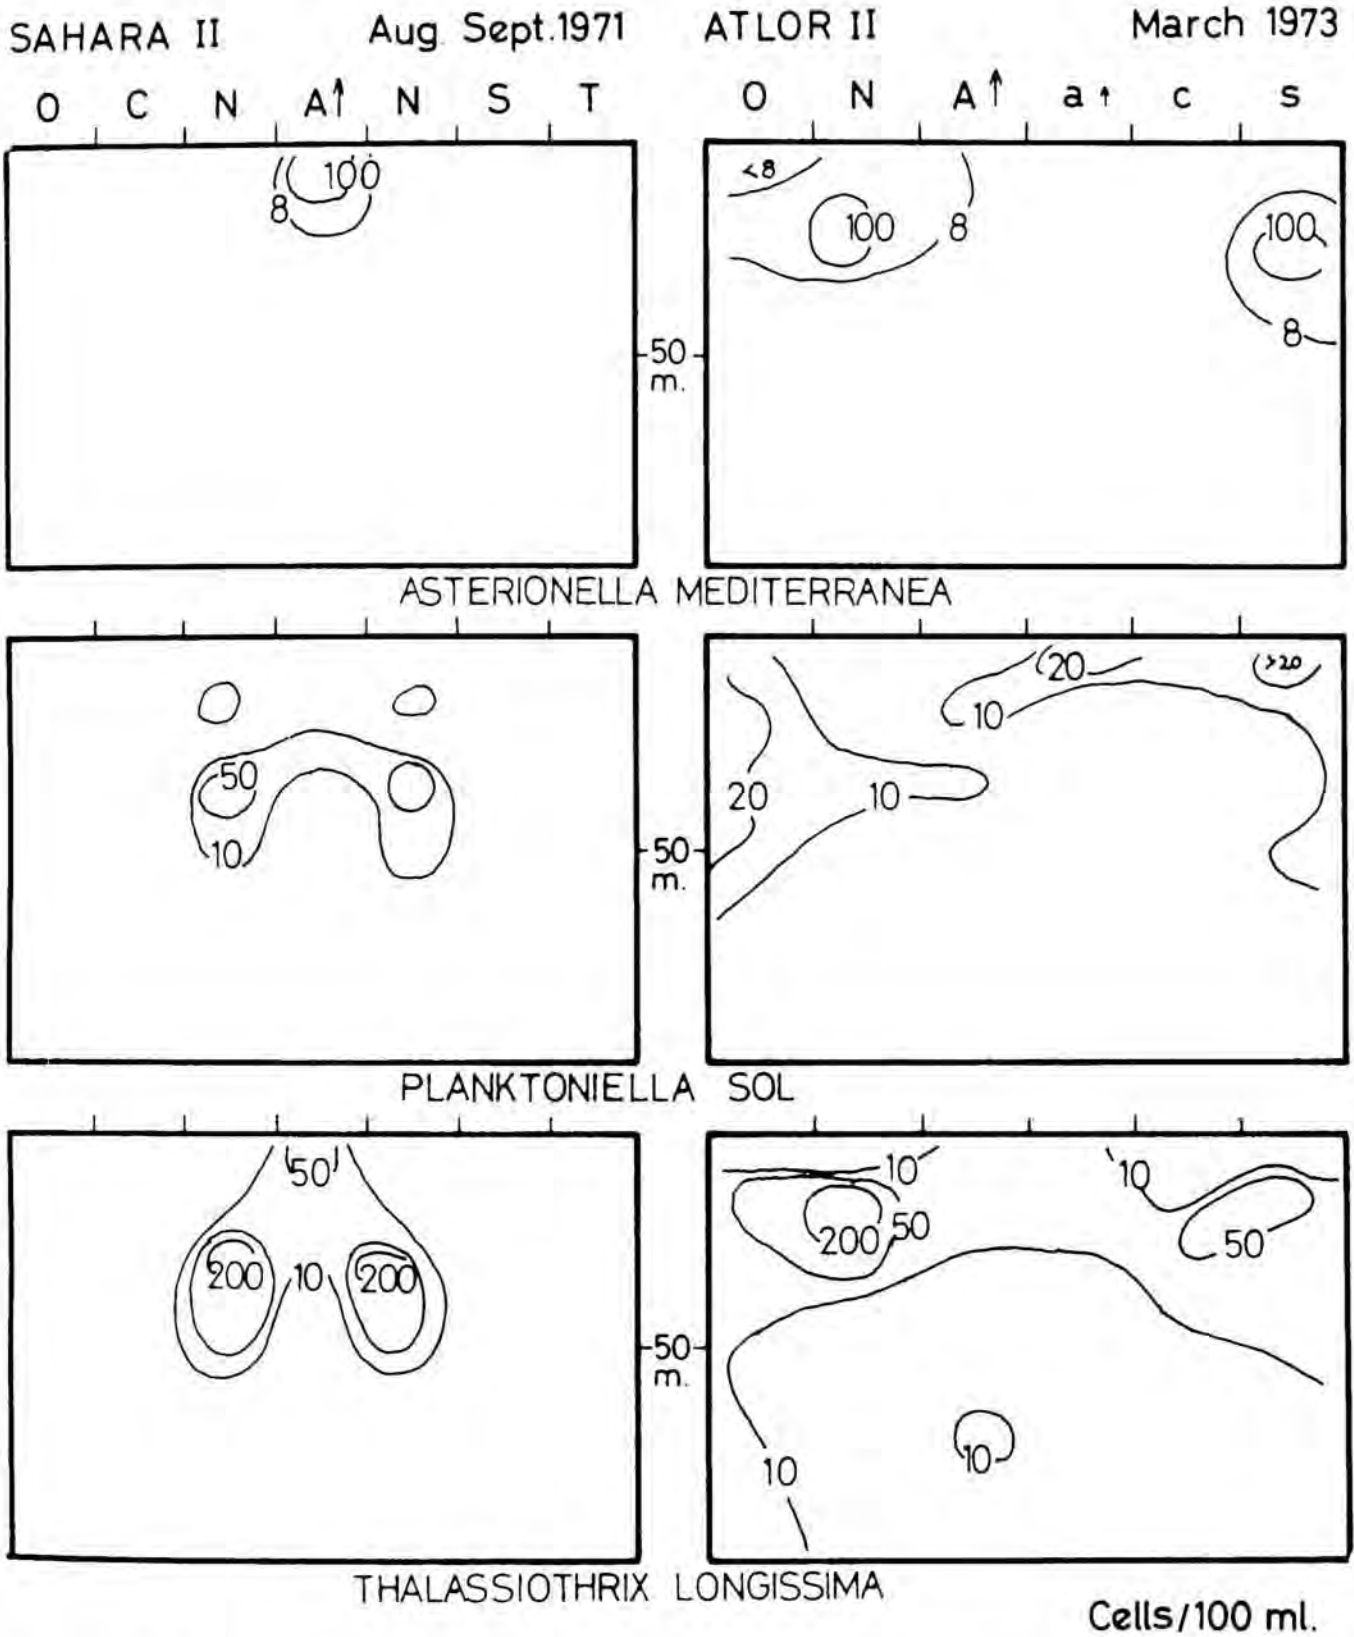 SAHARA II Aug. Sept.1971 ATLOR II March 1973
O C N A↑ N S T O N A↑ a↑ c s
100
8
<8
100
8
100
8
50
m.
ASTERIONELLA MEDITERRANEA
50
10
20
10
20
10
>20
50
m.
PLANKTONIELLA SOL
50
200 10 200
10
200 50
10
50
10
10
50
m.
THALASSIOTHRIX LONGISSIMA
Cells/100 ml.